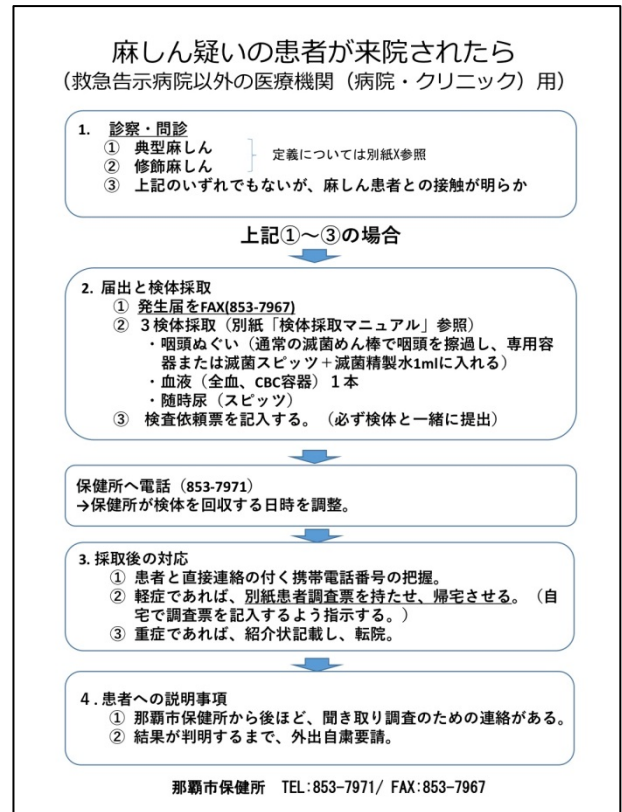 麻しん疑いの患者が来院されたら
（救急告示病院以外の医療機関（病院・クリニック）用）
1. 診察・問診
① 典型麻しん
② 修飾麻しん
定義については別紙X参照
③ 上記のいずれでもないが、麻しん患者との接触が明らか
上記①～③の場合
2. 届出と検体採取
① 発生届をFAX(853-7967)
② ３検体採取（別紙「検体採取マニュアル」参照）
・咽頭ぬぐい（通常の滅菌めん棒で咽頭を擦過し、専用容
器または滅菌スピッツ＋滅菌精製水1mlに入れる）
・血液（全血、CBC容器）１本
・随時尿（スピッツ）
③ 検査依頼票を記入する。（必ず検体と一緒に提出）
保健所へ電話（853-7971）
→保健所が検体を回収する日時を調整。
3. 採取後の対応
① 患者と直接連絡の付く携帯電話番号の把握。
② 軽症であれば、別紙患者調査票を持たせ、帰宅させる。（自
宅で調査票を記入するよう指示する。）
③ 重症であれば、紹介状記載し、転院。
４.患者への説明事項
① 那覇市保健所から後ほど、聞き取り調査のための連絡がある。
② 結果が判明するまで、外出自粛要請。
那覇市保健所 TEL:853-7971/ FAX:853-7967